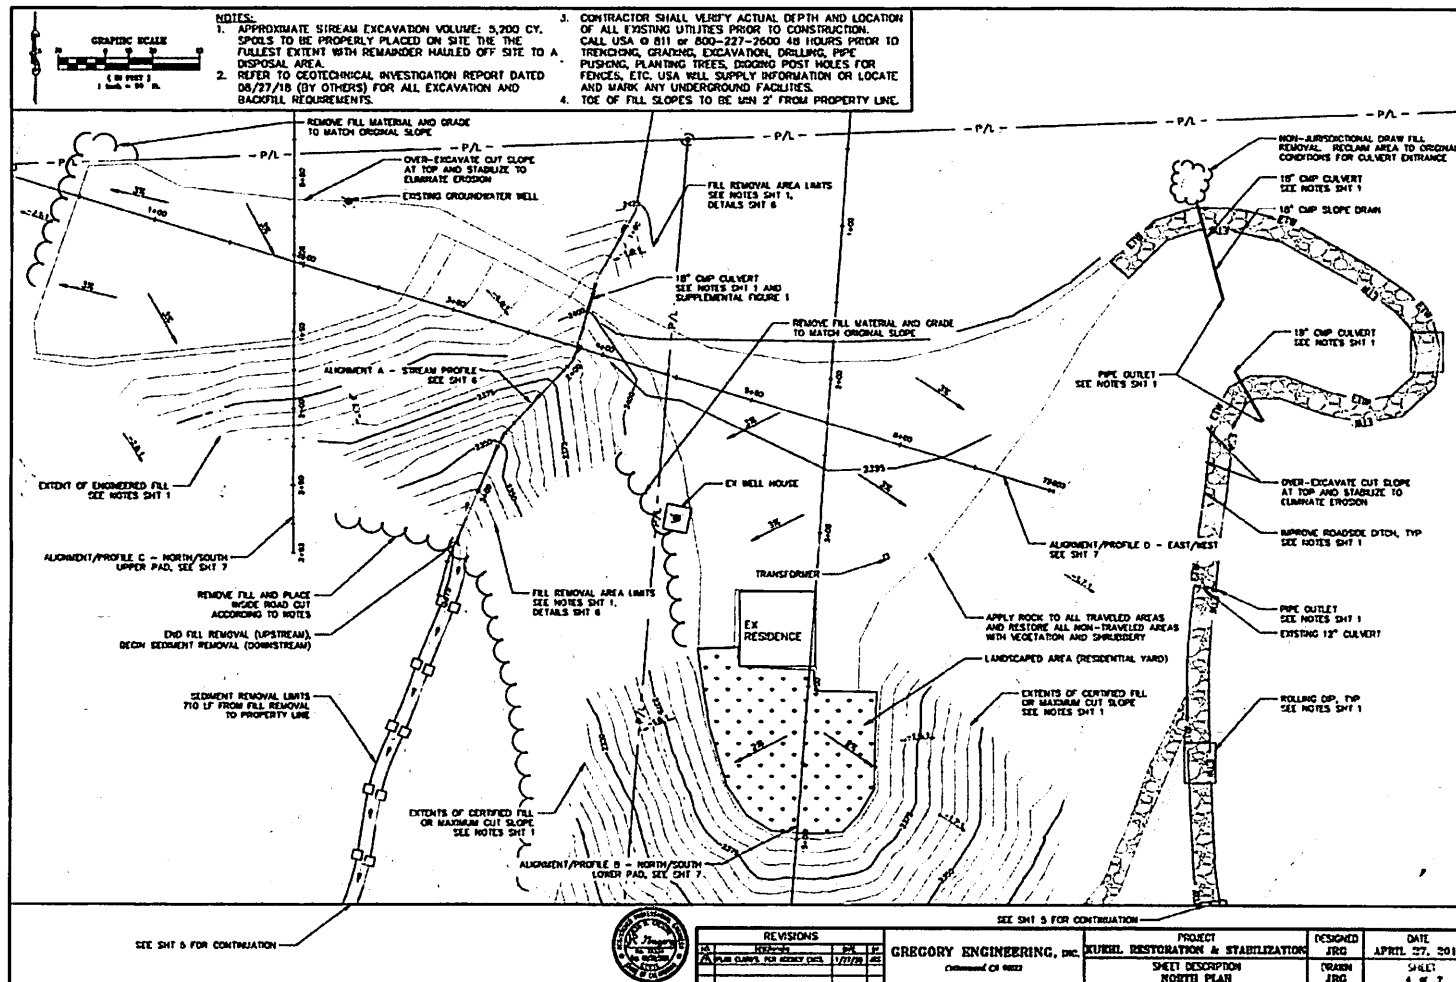 GRAPHIC SCALE
( IN FEET )
NOTES:
1. APPROXIMATE STREAM EXCAVATION VOLUME: 5,200 CY.
SPOILS TO BE PROPERLY PLACED ON SITE THE THE
FULLEST EXTENT WITH REMAINDER HAULED OFF SITE TO A
DISPOSAL AREA.
2. REFER TO GEOTECHNICAL INVESTIGATION REPORT DATED
08/27/18 (BY OTHERS) FOR ALL EXCAVATION AND
BACKFILL REQUIREMENTS.
3. CONTRACTOR SHALL VERIFY ACTUAL DEPTH AND LOCATION
OF ALL EXISTING UTILITIES PRIOR TO CONSTRUCTION.
CALL USA @ 811 or 800-227-2600 48 HOURS PRIOR TO
TRENCHING, GRADING, EXCAVATION, DRILLING, PIPE
PUSHING, PLANTING TREES, DIGGING POST HOLES FOR
FENCES, ETC. USA WILL SUPPLY INFORMATION OR LOCATE
AND MARK ANY UNDERGROUND FACILITIES.
4. TOE OF FILL SLOPES TO BE MIN 2' FROM PROPERTY LINE.
REMOVE FILL MATERIAL AND GRADE
TO MATCH ORIGINAL SLOPE
P/L
P/L
P/L
P/L
P/L
P/L
P/L
OVER-EXCAVATE CUT SLOPE
AT TOP AND STABILIZE TO
ELIMINATE EROSION
EXISTING GROUNDWATER WELL
FILL REMOVAL AREA LIMITS
SEE NOTES SHT 1,
DETAILS SHT 6
NON-JURISDICTIONAL DRAW FILL
REMOVAL. RECLAIM AREA TO ORIGINAL
CONDITIONS FOR CULVERT ENTRANCE
18" CMP CULVERT
SEE NOTES SHT 1
18" CMP SLOPE DRAIN
18" CMP CULVERT
SEE NOTES SHT 1 AND
SUPPLEMENTAL FIGURE 1
REMOVE FILL MATERIAL AND GRADE
TO MATCH ORIGINAL SLOPE
18" CMP CULVERT
SEE NOTES SHT 1
PIPE OUTLET
SEE NOTES SHT 1
ALIGNMENT A - STREAM PROFILE
SEE SHT 6
EXTENT OF ENGINEERED FILL
SEE NOTES SHT 1
EX WELL HOUSE
2395
OVER-EXCAVATE CUT SLOPE
AT TOP AND STABILIZE TO
ELIMINATE EROSION
IMPROVE ROADSIDE DITCH, TYP
SEE NOTES SHT 1
ALIGNMENT/PROFILE C - NORTH/SOUTH
UPPER PAD, SEE SHT 7
ALIGNMENT/PROFILE D - EAST/WEST
SEE SHT 7
TRANSFORMER
REMOVE FILL AND PLACE
INSIDE ROAD CUT
ACCORDING TO NOTES
FILL REMOVAL AREA LIMITS
SEE NOTES SHT 1,
DETAILS SHT 6
EX
RESIDENCE
APPLY ROCK TO ALL TRAVELED AREAS
AND RESTORE ALL NON-TRAVELED AREAS
WITH VEGETATION AND SHRUBBERY
PIPE OUTLET
SEE NOTES SHT 1
EXISTING 12" CULVERT
END FILL REMOVAL (UPSTREAM),
BEGIN SEDIMENT REMOVAL (DOWNSTREAM)
LANDSCAPED AREA (RESIDENTIAL YARD)
SEDIMENT REMOVAL LIMITS
710 LF FROM FILL REMOVAL
TO PROPERTY LINE
EXTENTS OF CERTIFIED FILL
OR MAXIMUM CUT SLOPE
SEE NOTES SHT 1
ROLLING DIP, TYP
SEE NOTES SHT 1
EXTENTS OF CERTIFIED FILL
OR MAXIMUM CUT SLOPE
SEE NOTES SHT 1
ALIGNMENT/PROFILE B - NORTH/SOUTH
LOWER PAD, SEE SHT 7
SEE SHT 5 FOR CONTINUATION
SEE SHT 5 FOR CONTINUATION
REVISIONS
GREGORY ENGINEERING, INC.
PROJECT
KUEHL RESTORATION & STABILIZATION
SHEET DESCRIPTION
NORTH PLAN
DESIGNED
JRG
DRAWN
JRG
DATE
APRIL 27, 201
SHEET